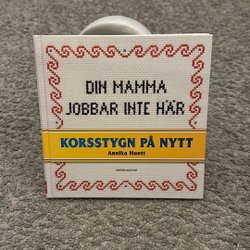 DIN MAMMA
JOBBAR INTE HÄR
KORSSTYGN PÅ NYTT
Annika Huett